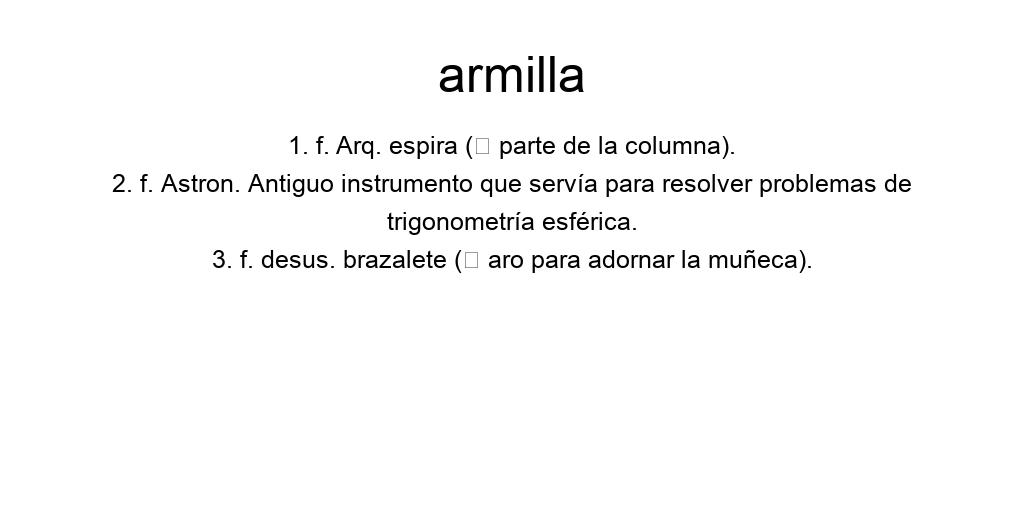 armilla
1. f. Arq. espira (□ parte de la columna).
2. f. Astron. Antiguo instrumento que servía para resolver problemas de
trigonometría esférica.
3. f. desus. brazalete (□ aro para adornar la muñeca).